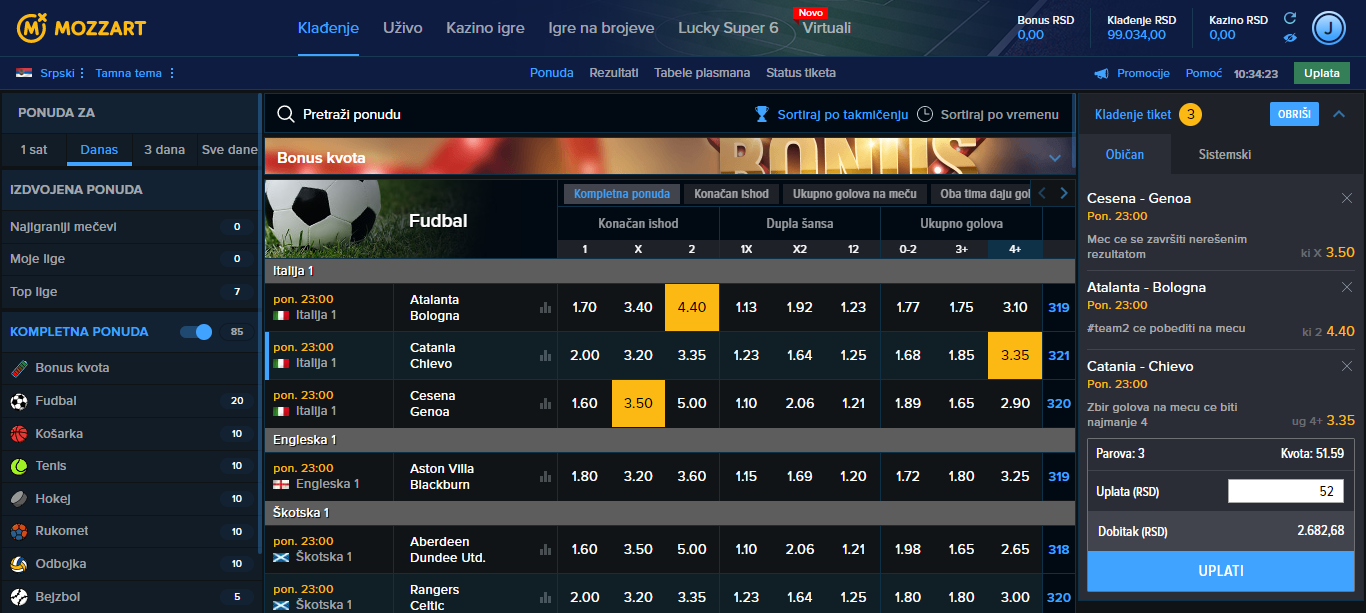 MOZZART
Klađenje
Uživo
Kazino igre
Igre na brojeve
Lucky Super 6
Novo
Virtuali
Bonus RSD
0,00
Klađenje RSD
99.034,00
Kazino RSD
0,00
J
Srpski
Tamna tema
Ponuda
Rezultati
Tabele plasmana
Status tiketa
Promocije
Pomoć
10:34:23
Uplata
PONUDA ZA
1 sat
Danas
3 dana
Sve dane
IZDVOJENA PONUDA
Najigraniji mečevi 0
Moje lige 0
Top lige 7
KOMPLETNA PONUDA 85
Bonus kvota
Fudbal 20
Košarka 10
Tenis 10
Hokej 10
Rukomet 10
Odbojka 10
Bejzbol 5
Pretraži ponudu
Sortiraj po takmičenju
Sortiraj po vremenu
Bonus kvota
BONUS
Fudbal
Kompletna ponuda
Konačan ishod
Ukupno golova na meču
Oba tima daju gol
Konačan ishod
Dupla šansa
Ukupno golova
1 X 2 1X X2 12 0-2 3+ 4+
Italija 1
pon. 23:00
Italija 1
Atalanta
Bologna
1.70 3.40 4.40 1.13 1.92 1.23 1.77 1.75 3.10 319
pon. 23:00
Italija 1
Catania
Chievo
2.00 3.20 3.35 1.23 1.64 1.25 1.68 1.85 3.35 321
pon. 23:00
Italija 1
Cesena
Genoa
1.60 3.50 5.00 1.10 2.06 1.21 1.89 1.65 2.90 320
Engleska 1
pon. 23:00
Engleska 1
Aston Villa
Blackburn
1.80 3.20 3.60 1.15 1.69 1.20 1.72 1.80 3.25 319
Škotska 1
pon. 23:00
Škotska 1
Aberdeen
Dundee Utd.
1.60 3.50 5.00 1.10 2.06 1.21 1.98 1.65 2.65 318
pon. 23:00
Škotska 1
Rangers
Celtic
2.00 3.20 3.35 1.23 1.64 1.25 1.80 1.80 3.00 320
Klađenje tiket 3
OBRIŠI
Običan
Sistemski
Cesena - Genoa
Pon. 23:00
Mec ce se završiti nerešenim
rezultatom
ki X 3.50
Atalanta - Bologna
Pon. 23:00
#team2 ce pobediti na mecu
ki 2 4.40
Catania - Chievo
Pon. 23:00
Zbir golova na mecu ce biti
najmanje 4
ug 4+ 3.35
Parova: 3
Kvota: 51.59
Uplata (RSD)
52
Dobitak (RSD)
2.682,68
UPLATI